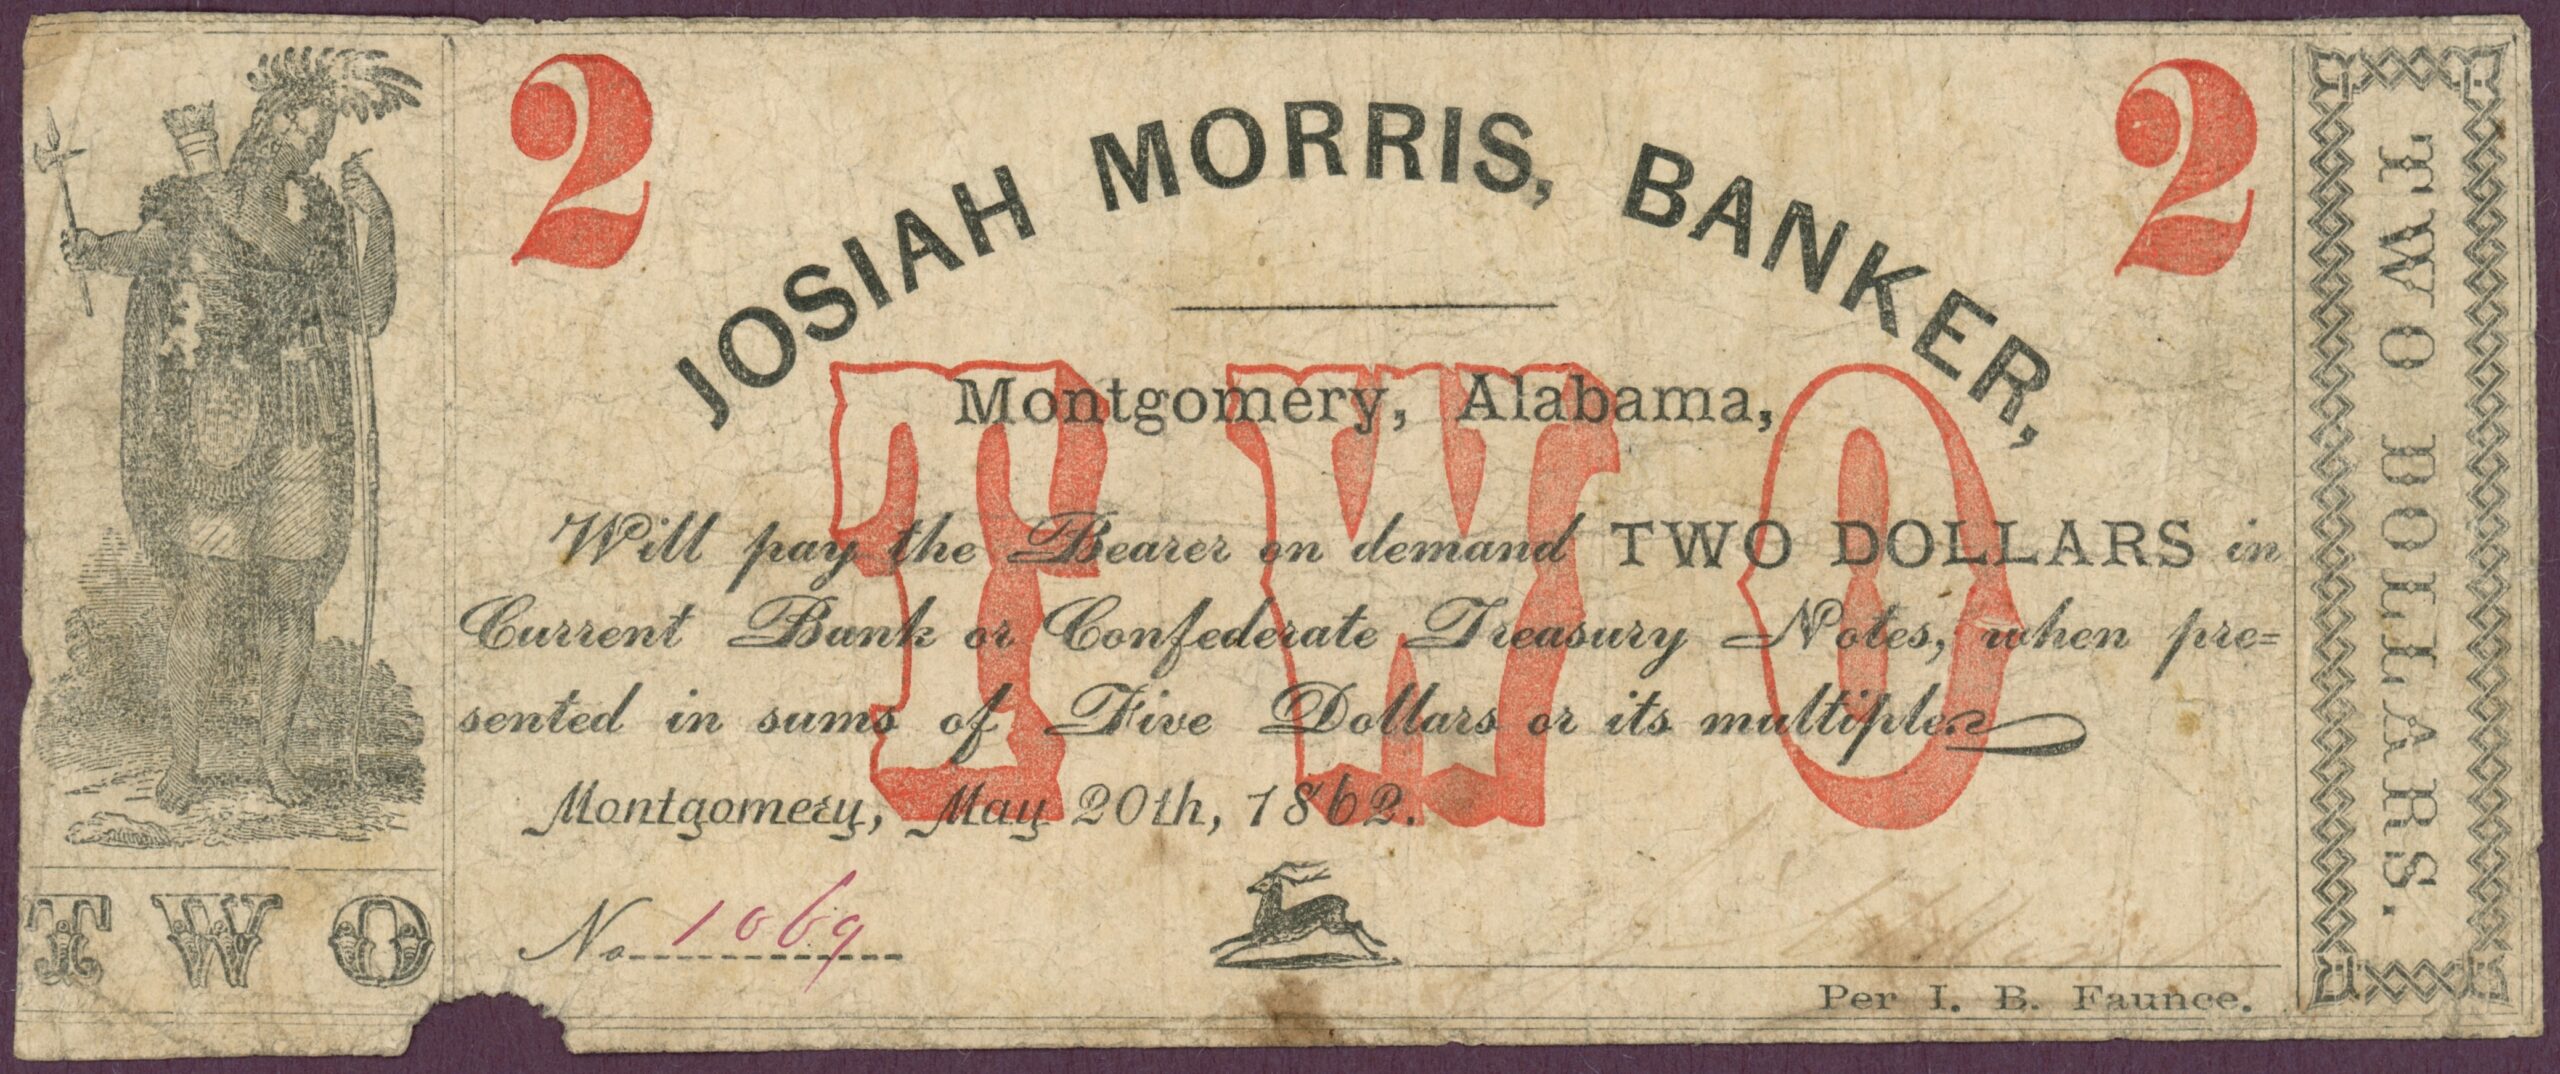 2
2
JOSIAH MORRIS, BANKER,
TWO
Montgomery, Alabama,
Will pay the Bearer on demand TWO DOLLARS in
Current Bank or Confederate Treasury Notes, when pre=
sented in sums of Five Dollars or its multiples
Montgomery, May 20th, 1862.
No 1069
Per I. B. Faunce.
TWO
TWO DOLLARS.